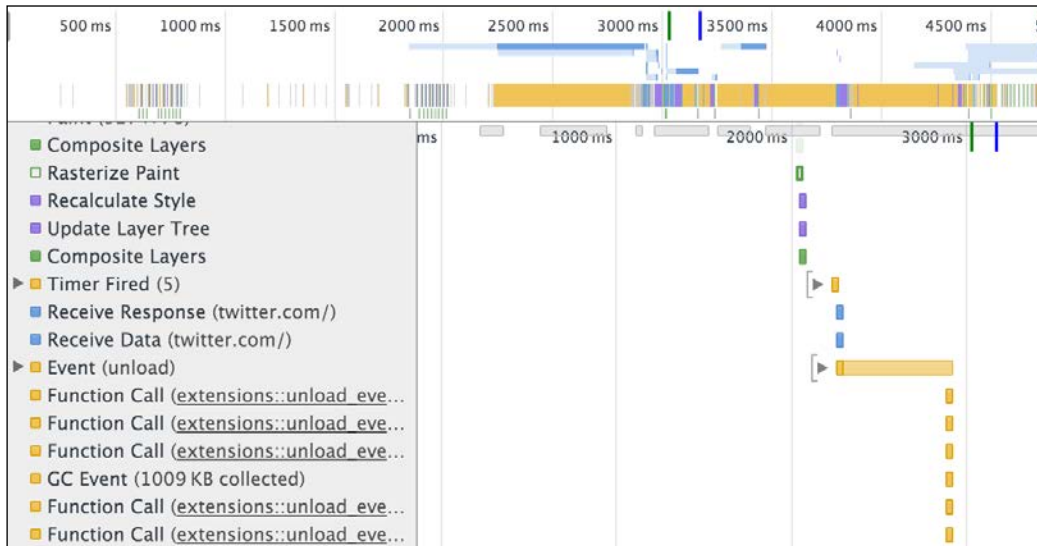 500 ms 1000 ms 1500 ms 2000 ms 2500 ms 3000 ms 3500 ms 4000 ms 4500 ms
ms 1000 ms 2000 ms 3000 ms
Composite Layers
Rasterize Paint
Recalculate Style
Update Layer Tree
Composite Layers
Timer Fired (5)
Receive Response (twitter.com/)
Receive Data (twitter.com/)
Event (unload)
Function Call (extensions::unload_eve...
Function Call (extensions::unload_eve...
Function Call (extensions::unload_eve...
GC Event (1009 KB collected)
Function Call (extensions::unload_eve...
Function Call (extensions::unload_eve...